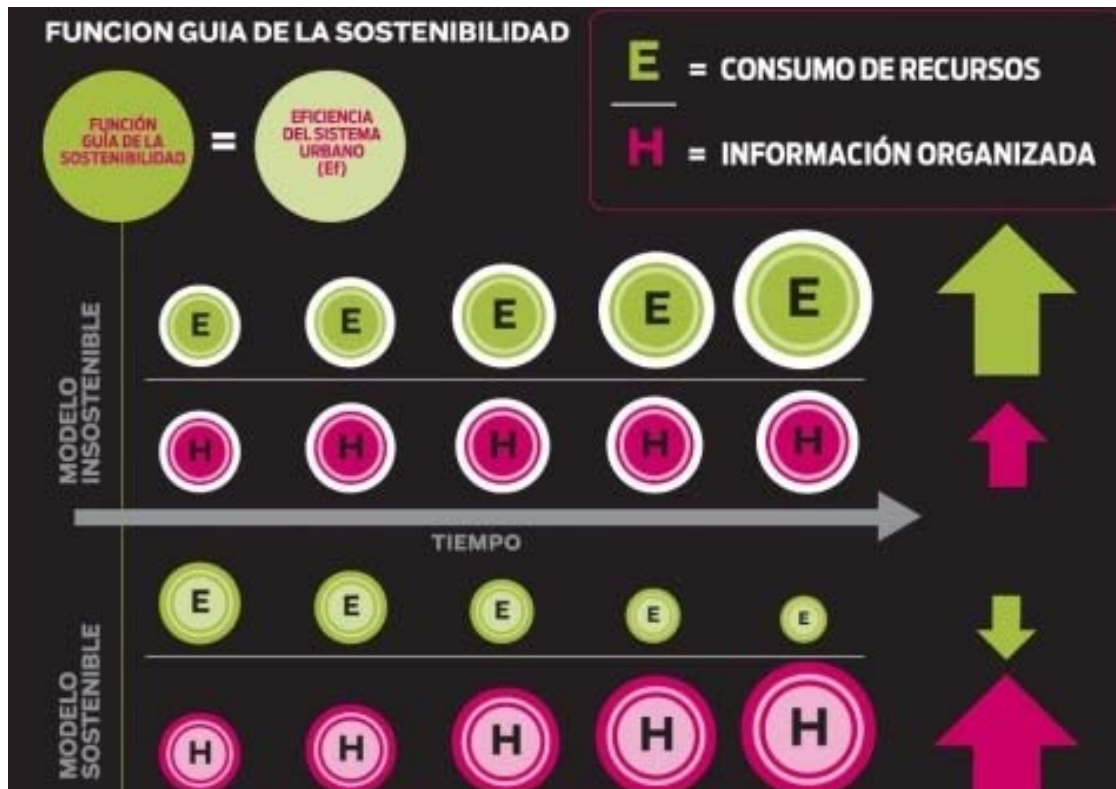 FUNCION GUIA DE LA SOSTENIBILIDAD
FUNCIÓN
GUÍA DE LA
SOSTENIBILIDAD
=
EFICIENCIA
DEL SISTEMA
URBANO
(Ef)
E = CONSUMO DE RECURSOS
H = INFORMACIÓN ORGANIZADA
MODELO
INSOSTENIBLE
E E E E E
H H H H H
TIEMPO
MODELO
SOSTENIBLE
E E E E E
H H H H H